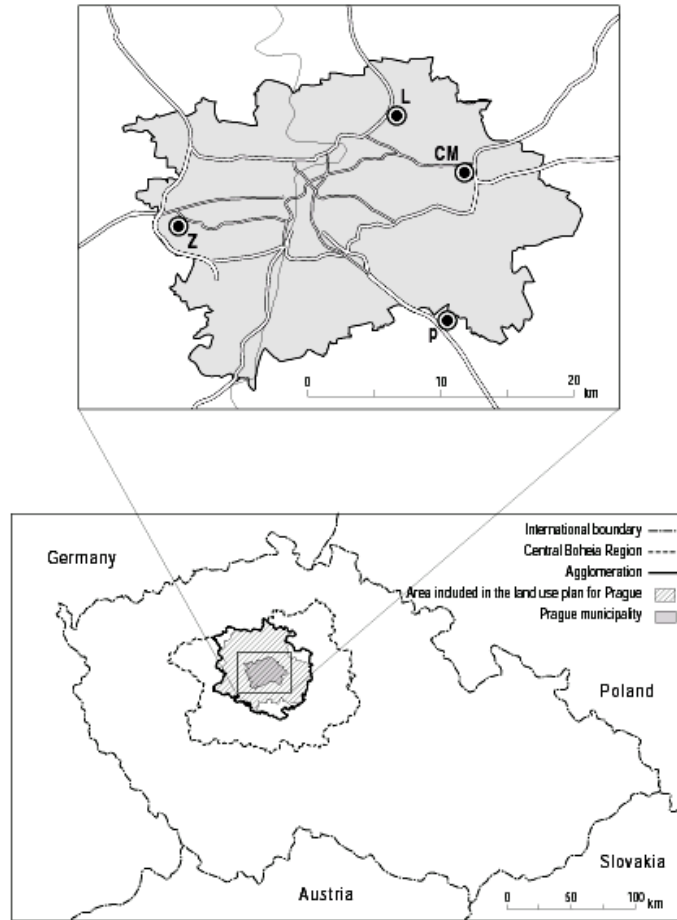 L
CM
Z
p
0 10 20
km
Germany
International boundary
Central Boheia Region
Agglomeration
Area included in the land use plan for Prague
Prague municipality
Poland
Slovakia
Austria
0 50 100
km